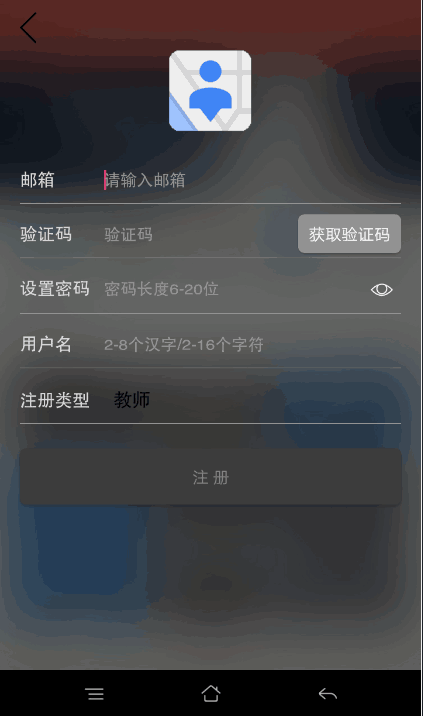 邮箱 请输入邮箱
验证码 验证码 获取验证码
设置密码 密码长度6-20位
用户名 2-8个汉字/2-16个字符
注册类型 教师
注 册